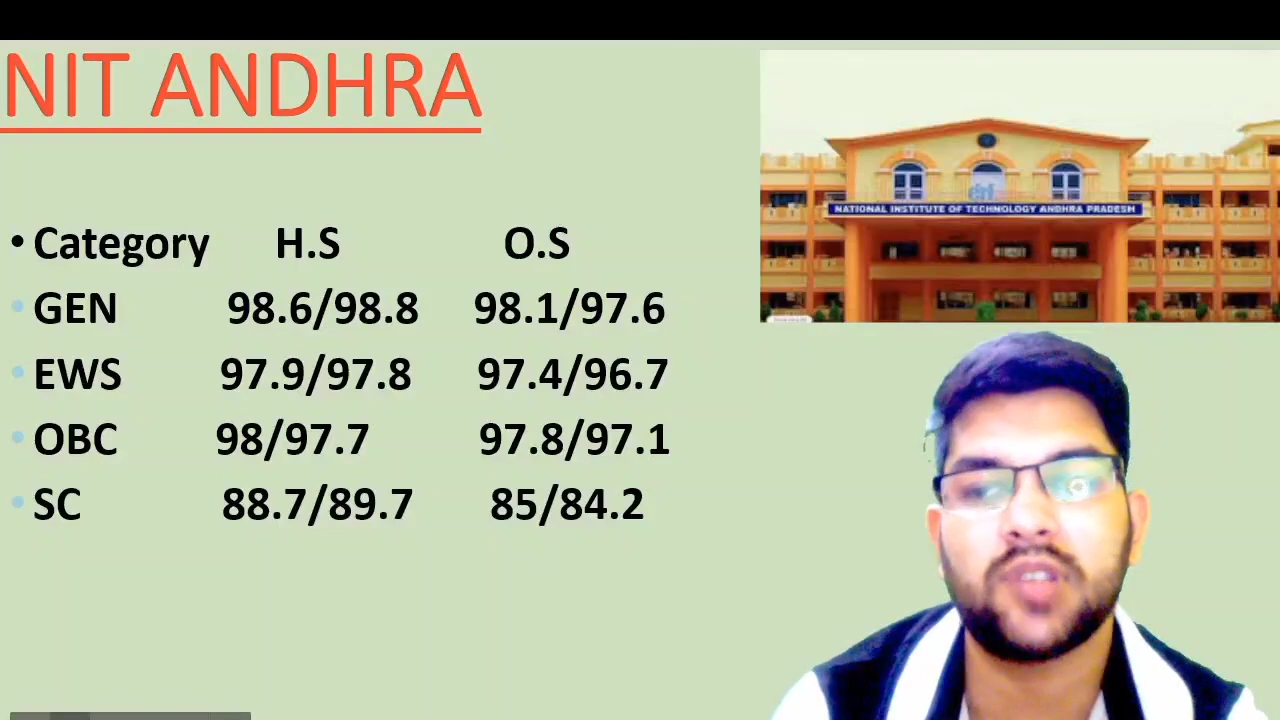 NIT ANDHRA
NATIONAL INSTITUTE OF TECHNOLOGY ANDHRA PRADESH
• Category H.S O.S
• GEN 98.6/98.8 98.1/97.6
• EWS 97.9/97.8 97.4/96.7
• OBC 98/97.7 97.8/97.1
• SC 88.7/89.7 85/84.2